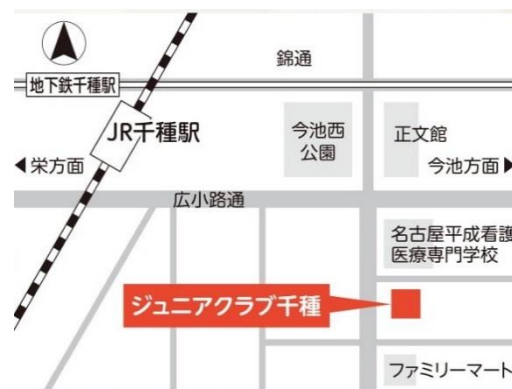 錦通
地下鉄千種駅
JR千種駅
今池西
公園
正文館
◀栄方面
今池方面▶
広小路通
名古屋平成看護
医療専門学校
ジュニアクラブ千種
ファミリーマート